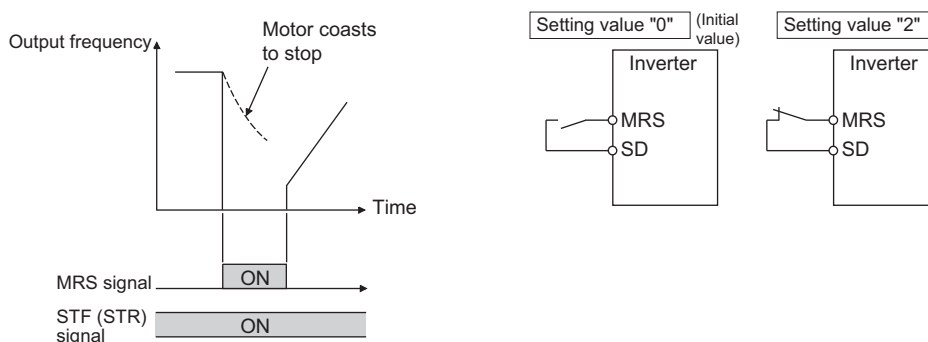 Output frequency
Motor coasts
to stop
Time
MRS signal
ON
STF (STR)
signal
ON
Setting value "0"
(Initial
value)
Inverter
MRS
SD
Setting value "2"
Inverter
MRS
SD